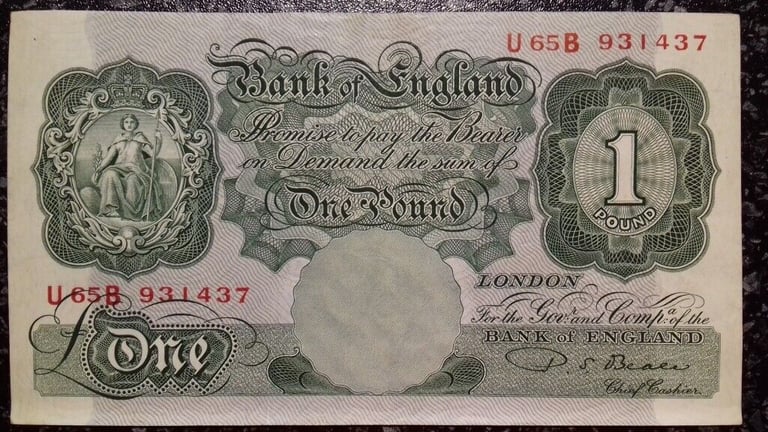 U65B 931437
Bank of England
Promise to pay the Bearer
on Demand the sum of
One Pound
1
POUND
U65B 931437
LONDON
For the Gov.r and Comp.a of the
BANK of ENGLAND
£ One
P. S. Beale
Chief Cashier.